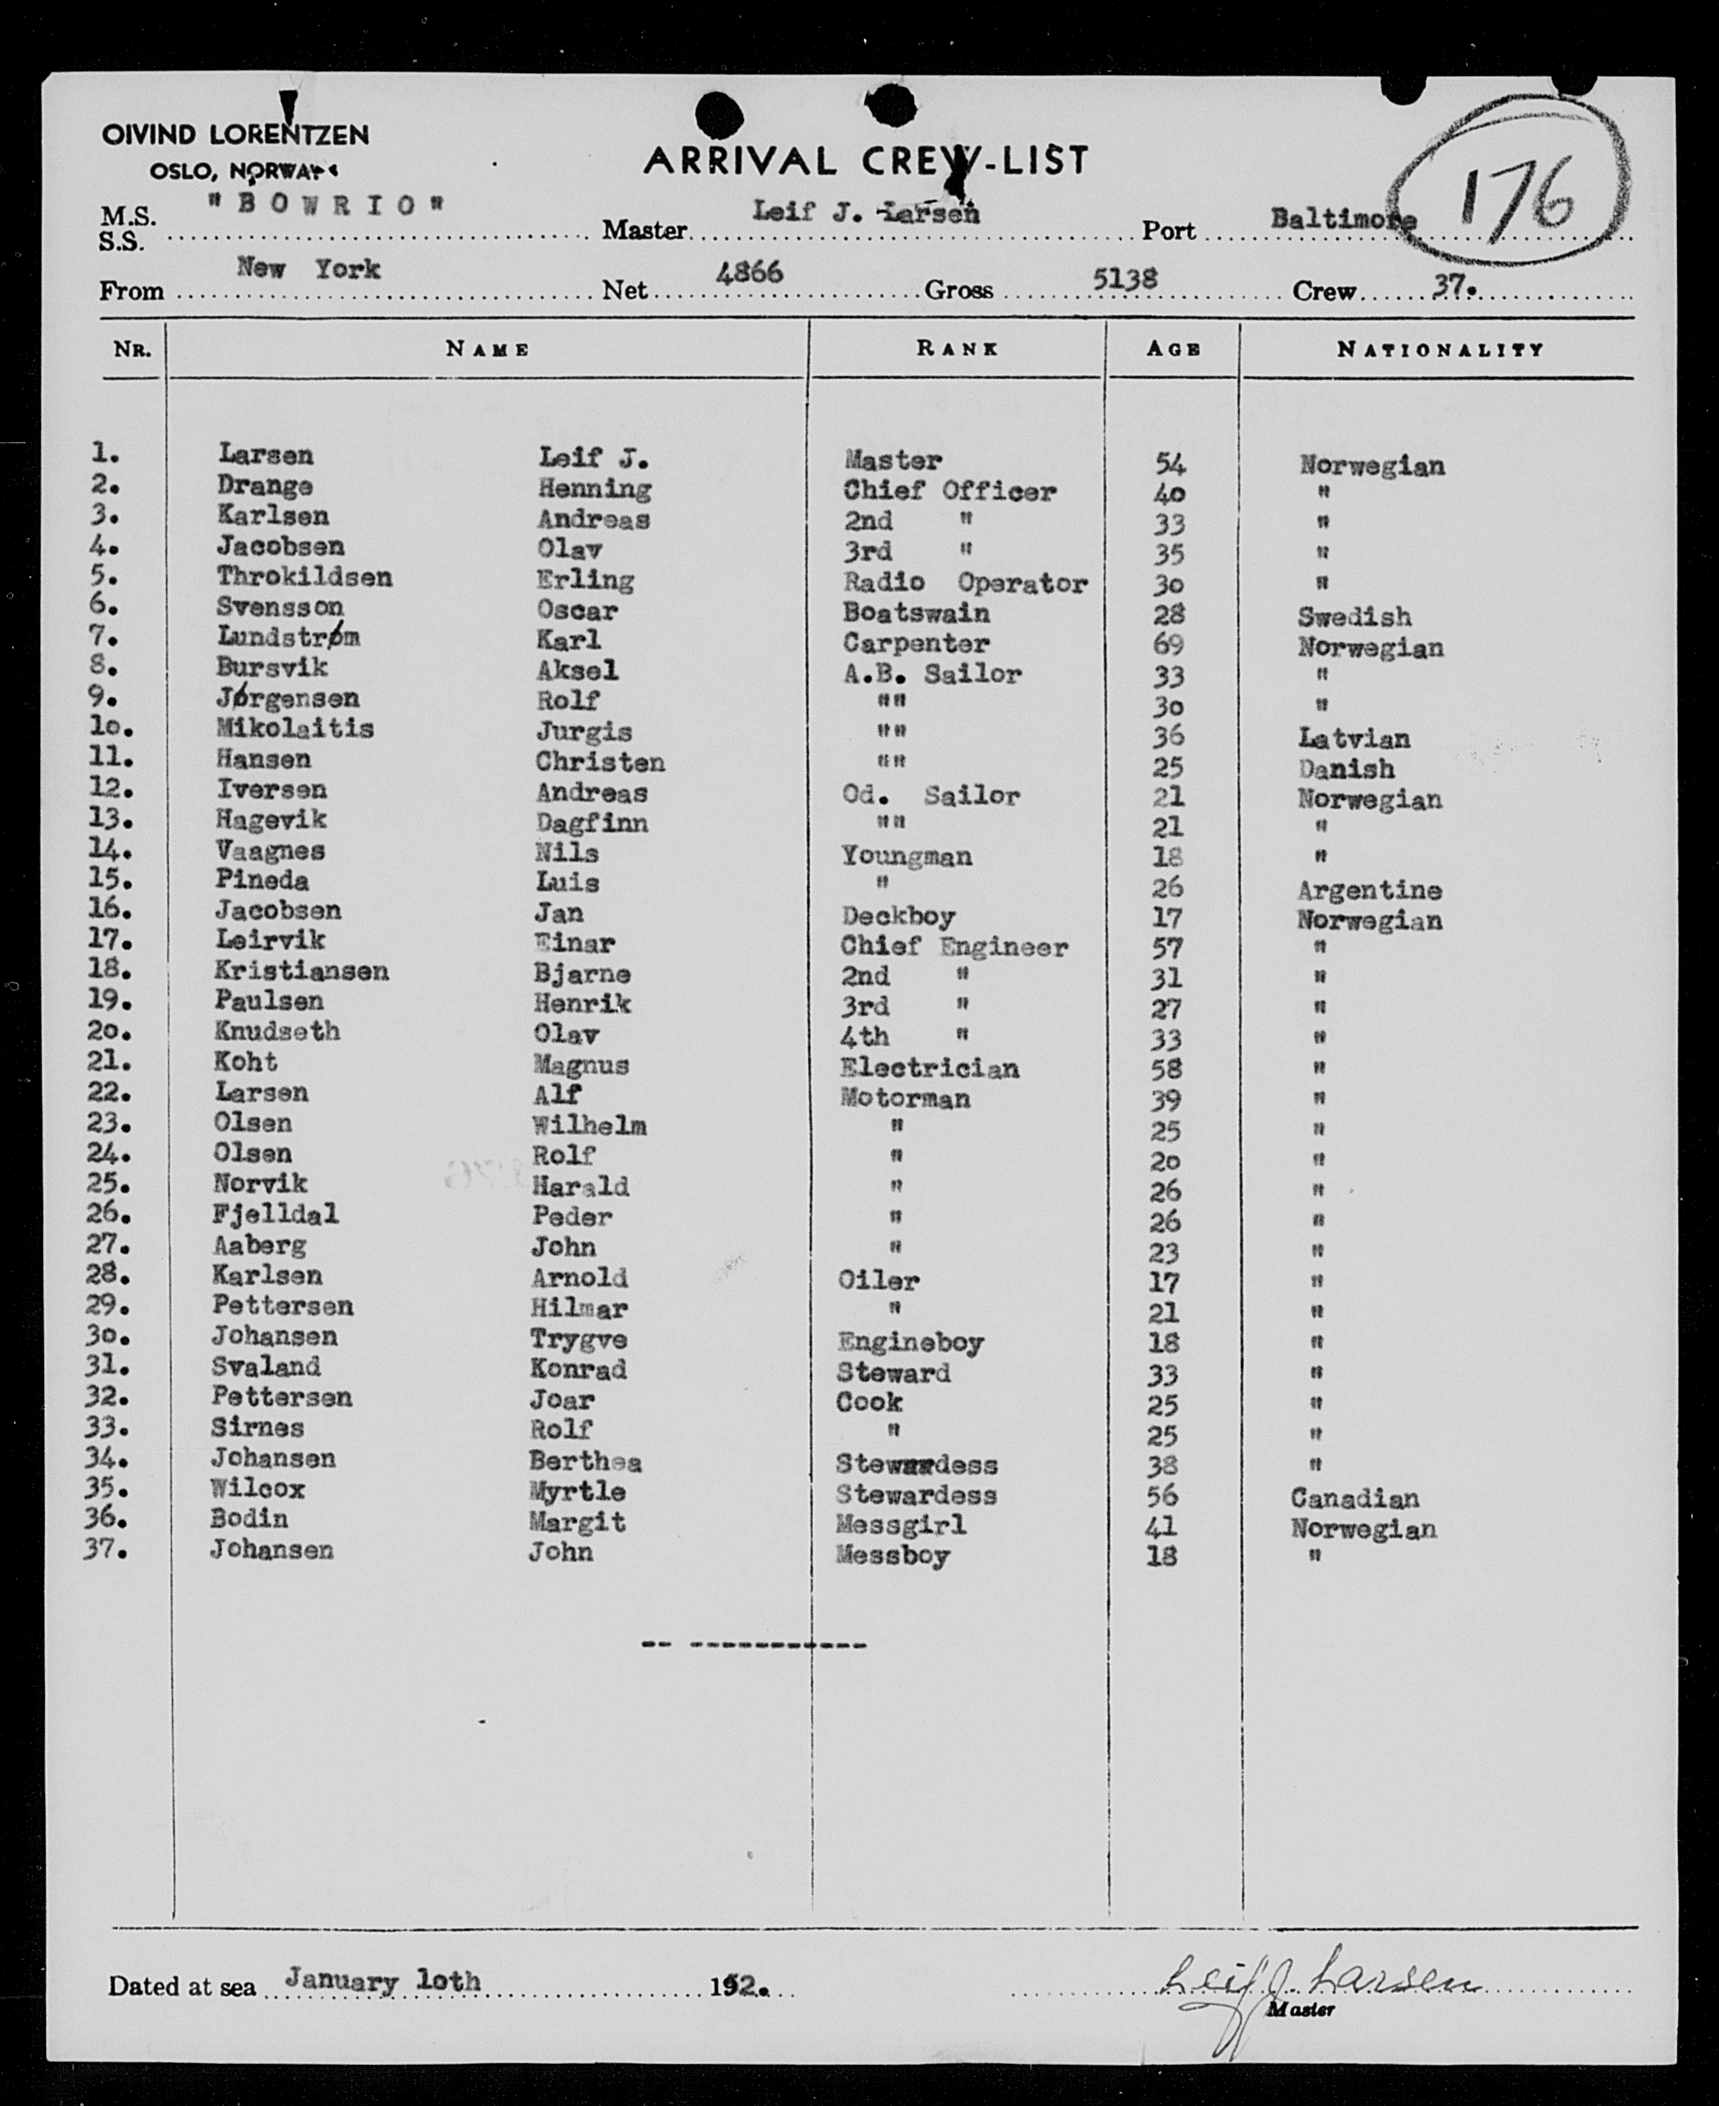 OIVIND LORENTZEN
OSLO, NORWAY
ARRIVAL CREW-LIST
176
M.S. S.S. "BOWRIO" Master Leif J. Larsen Port Baltimore
From New York Net 4866 Gross 5138 Crew 37.
NR. NAME RANK AGE NATIONALITY
1. Larsen Leif J. Master 54 Norwegian
2. Drange Henning Chief Officer 40 "
3. Karlsen Andreas 2nd " 33 "
4. Jacobsen Olav 3rd " 35 "
5. Throkildsen Erling Radio Operator 30 "
6. Svensson Oscar Boatswain 28 Swedish
7. Lundstrøm Karl Carpenter 69 Norwegian
8. Bursvik Aksel A.B. Sailor 33 "
9. Jørgensen Rolf "" 30 "
10. Mikolaitis Jurgis "" 36 Latvian
11. Hansen Christen "" 25 Danish
12. Iversen Andreas Od. Sailor 21 Norwegian
13. Hagevik Dagfinn "" 21 "
14. Vaagnes Nils Youngman 18 "
15. Pineda Luis " 26 Argentine
16. Jacobsen Jan Deckboy 17 Norwegian
17. Leirvik Einar Chief Engineer 57 "
18. Kristiansen Bjarne 2nd " 31 "
19. Paulsen Henrik 3rd " 27 "
20. Knudseth Olav 4th " 33 "
21. Koht Magnus Electrician 58 "
22. Larsen Alf Motorman 39 "
23. Olsen Wilhelm " 25 "
24. Olsen Rolf " 20 "
25. Norvik Harald " 26 "
26. Fjelldal Peder " 26 "
27. Aaberg John " 23 "
28. Karlsen Arnold Oiler 17 "
29. Pettersen Hilmar " 21 "
30. Johansen Trygve Engineboy 18 "
31. Svaland Konrad Steward 33 "
32. Pettersen Joar Cook 25 "
33. Sirnes Rolf " 25 "
34. Johansen Berthea Stewardess 38 "
35. Wilcox Myrtle Stewardess 56 Canadian
36. Bodin Margit Messgirl 41 Norwegian
37. Johansen John Messboy 18 "
-- -----------
Dated at sea January 10th 1952. Leif J. Larsen
Master